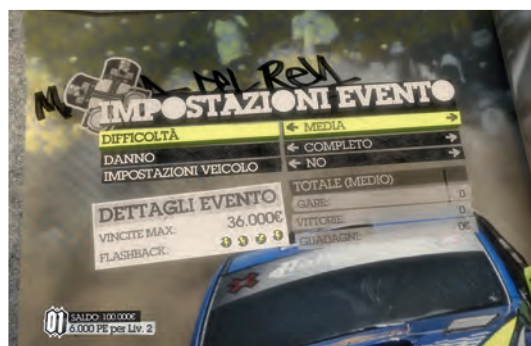 IMPOSTAZIONI EVENTO
DIFFICOLTÀ ← MEDIA →
DANNO ← COMPLETO →
IMPOSTAZIONI VEICOLO ← NO →
DETTAGLI EVENTO
VINCITE MAX: 36.000€
FLASHBACK:
TOTALE (MEDIO)
GARE: 0
VITTORIE: 0
GUADAGNI: 0€
01
SALDO: 100.000€
6.000 PE per Liv. 2